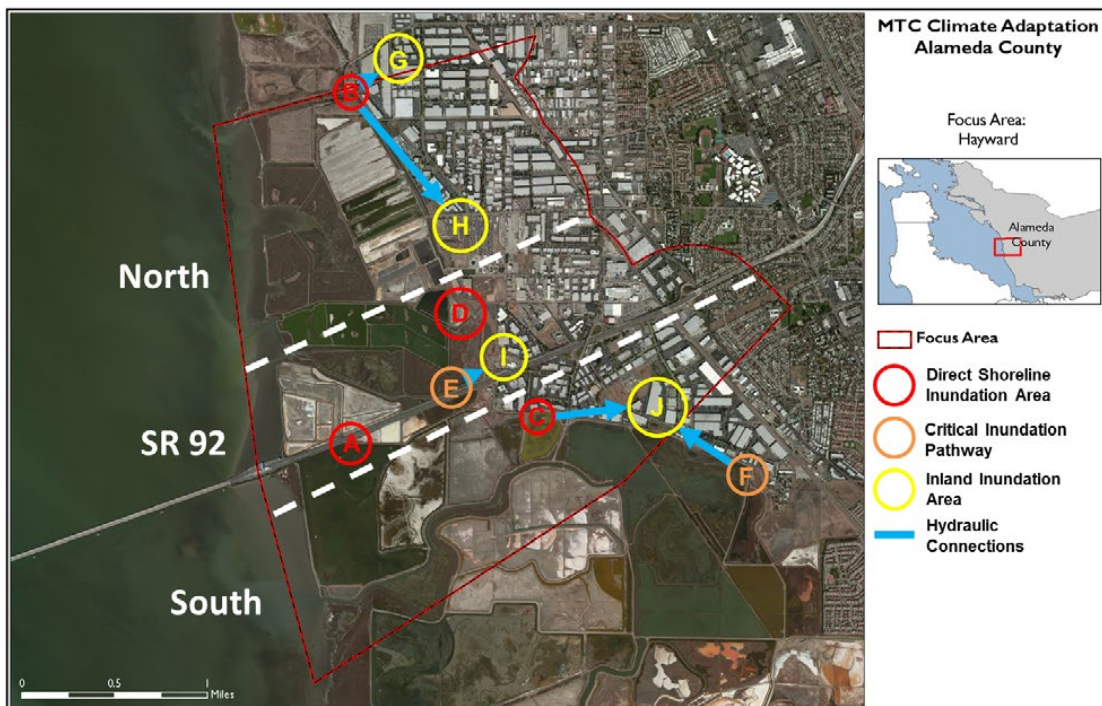 MTC Climate Adaptation
Alameda County
Focus Area:
Hayward
Alameda
County
Focus Area
Direct Shoreline
Inundation Area
Critical Inundation
Pathway
Inland Inundation
Area
Hydraulic
Connections
G
B
H
North
D
I
E
J
C
SR 92
A
F
South
0 0.5 1
Miles